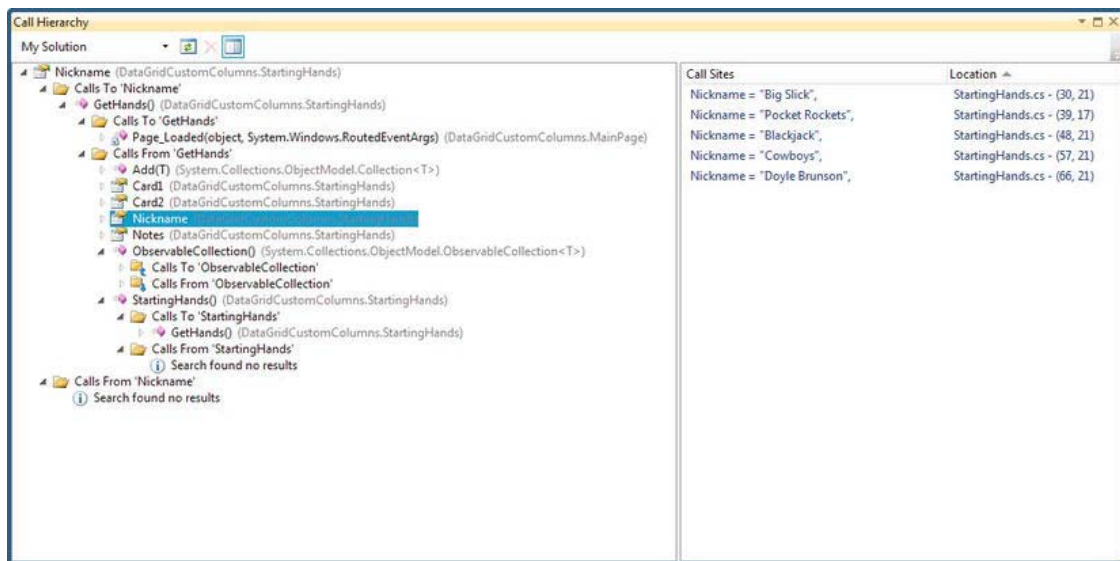 Call Hierarchy
My Solution
Nickname (DataGridCustomColumns.StartingHands)
Calls To 'Nickname'
GetHands() (DataGridCustomColumns.StartingHands)
Calls To 'GetHands'
Page_Loaded(object, System.Windows.RoutedEventArgs) (DataGridCustomColumns.MainPage)
Calls From 'GetHands'
Add(T) (System.Collections.ObjectModel.Collection<T>)
Card1 (DataGridCustomColumns.StartingHands)
Card2 (DataGridCustomColumns.StartingHands)
Nickname (DataGridCustomColumns.StartingHands)
Notes (DataGridCustomColumns.StartingHands)
ObservableCollection() (System.Collections.ObjectModel.ObservableCollection<T>)
Calls To 'ObservableCollection'
Calls From 'ObservableCollection'
StartingHands() (DataGridCustomColumns.StartingHands)
Calls To 'StartingHands'
GetHands() (DataGridCustomColumns.StartingHands)
Calls From 'StartingHands'
Search found no results
Calls From 'Nickname'
Search found no results
Call Sites Location
Nickname = "Big Slick", StartingHands.cs - (30, 21)
Nickname = "Pocket Rockets", StartingHands.cs - (39, 17)
Nickname = "Blackjack", StartingHands.cs - (48, 21)
Nickname = "Cowboys", StartingHands.cs - (57, 21)
Nickname = "Doyle Brunson", StartingHands.cs - (66, 21)